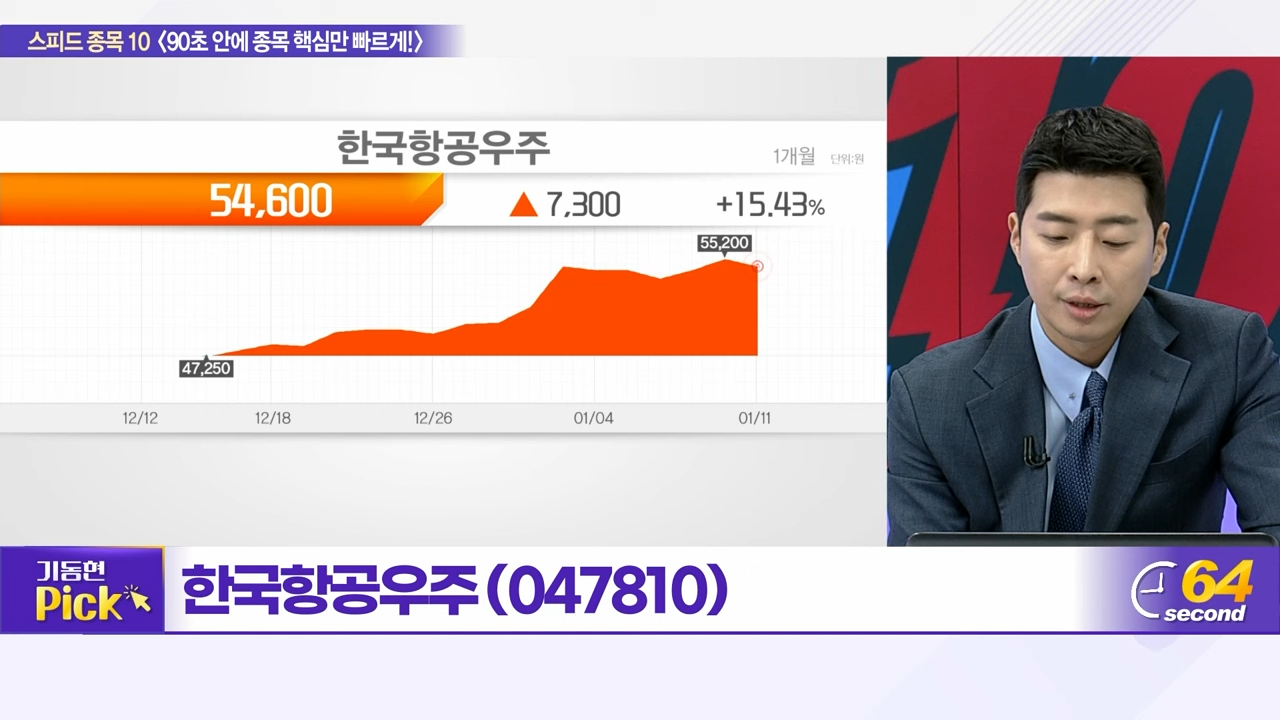 스피드 종목 10 〈90초 안에 종목 핵심만 빠르게!〉
한국항공우주
1개월 단위:원
54,600 ▲ 7,300 +15.43%
55,200
47,250
12/12 12/18 12/26 01/04 01/11
기동현
Pick
한국항공우주 (047810)
64
second